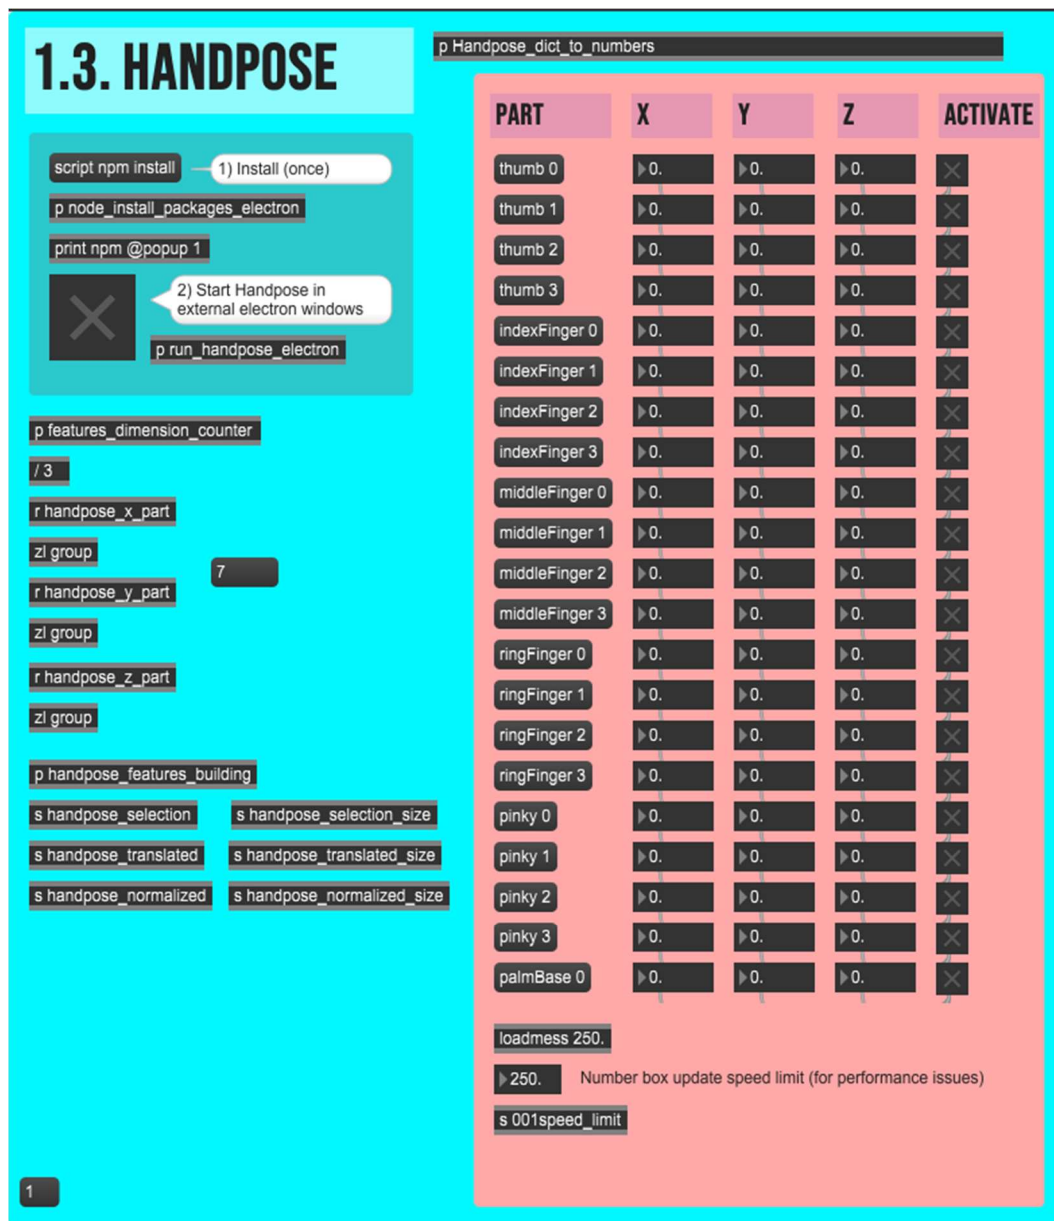 1.3. HANDPOSE
p Handpose_dict_to_numbers
script npm install
1) Install (once)
p node_install_packages_electron
print npm @popup 1
2) Start Handpose in
external electron windows
p run_handpose_electron
p features_dimension_counter
/ 3
r handpose_x_part
zl group
7
r handpose_y_part
zl group
r handpose_z_part
zl group
p handpose_features_building
s handpose_selection s handpose_selection_size
s handpose_translated s handpose_translated_size
s handpose_normalized s handpose_normalized_size
1
PART X Y Z ACTIVATE
thumb 0 0. 0. 0.
thumb 1 0. 0. 0.
thumb 2 0. 0. 0.
thumb 3 0. 0. 0.
indexFinger 0 0. 0. 0.
indexFinger 1 0. 0. 0.
indexFinger 2 0. 0. 0.
indexFinger 3 0. 0. 0.
middleFinger 0 0. 0. 0.
middleFinger 1 0. 0. 0.
middleFinger 2 0. 0. 0.
middleFinger 3 0. 0. 0.
ringFinger 0 0. 0. 0.
ringFinger 1 0. 0. 0.
ringFinger 2 0. 0. 0.
ringFinger 3 0. 0. 0.
pinky 0 0. 0. 0.
pinky 1 0. 0. 0.
pinky 2 0. 0. 0.
pinky 3 0. 0. 0.
palmBase 0 0. 0. 0.
loadmess 250.
250. Number box update speed limit (for performance issues)
s 001speed_limit